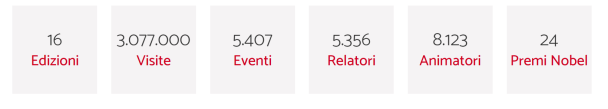 16 3.077.000 5.407 5.356 8.123 24
Edizioni Visite Eventi Relatori Animatori Premi Nobel